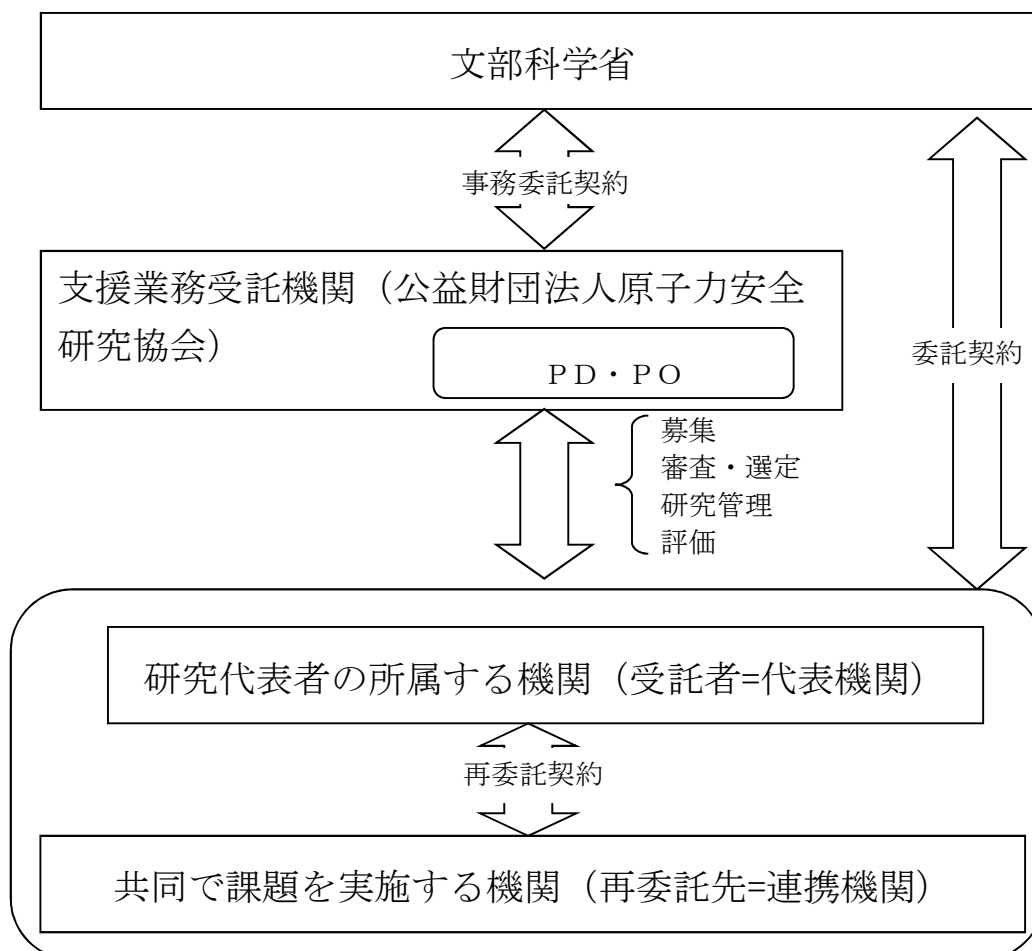 文部科学省
事務委託契約
支援業務受託機関（公益財団法人原子力安全
研究協会）
ＰＤ・ＰＯ
委託契約
募集
審査・選定
研究管理
評価
研究代表者の所属する機関（受託者=代表機関）
再委託契約
共同で課題を実施する機関（再委託先=連携機関）